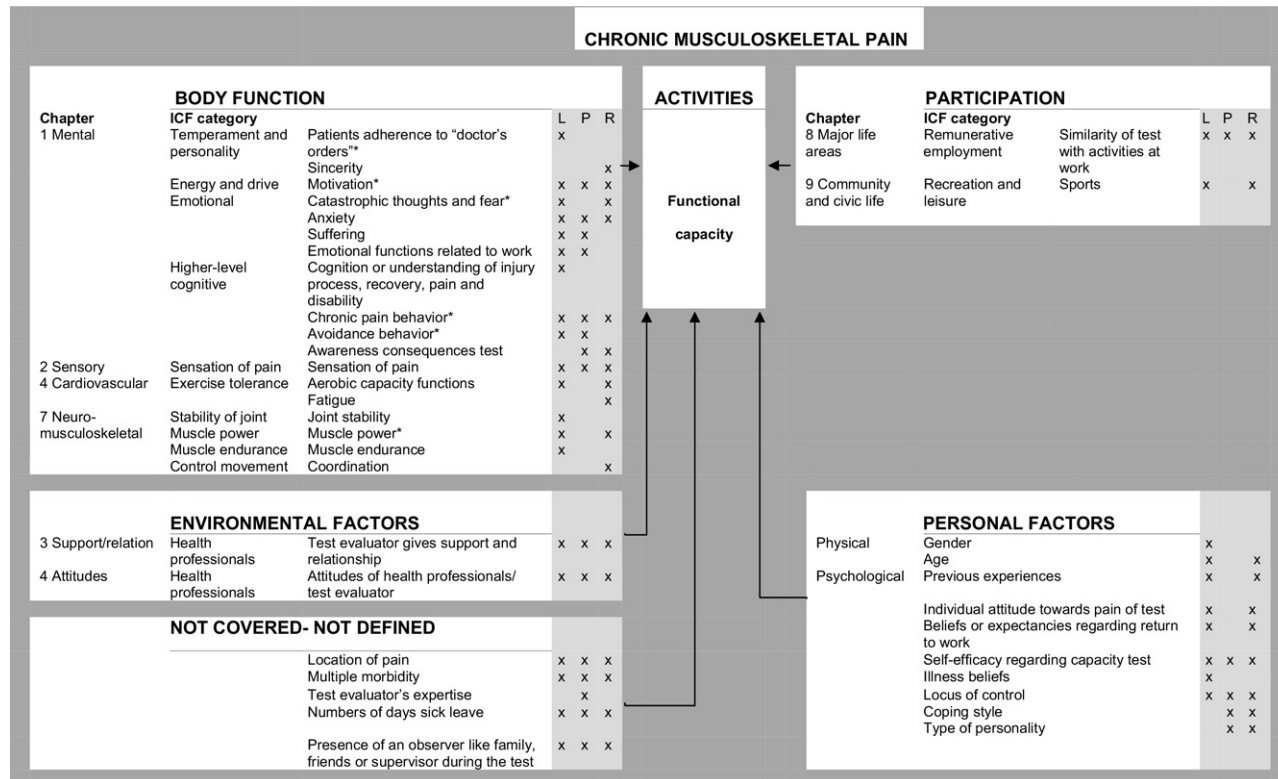 CHRONIC MUSCULOSKELETAL PAIN
BODY FUNCTION
Chapter ICF category L P R
1 Mental Temperament and Patients adherence to “doctor’s x
personality orders”*
Sincerity x
Energy and drive Motivation* x x x
Emotional Catastrophic thoughts and fear* x x
Anxiety x x x
Suffering x x
Emotional functions related to work x x
Higher-level Cognition or understanding of injury x
cognitive process, recovery, pain and
disability
Chronic pain behavior* x x x
Avoidance behavior* x x
Awareness consequences test x x
2 Sensory Sensation of pain Sensation of pain x x x
4 Cardiovascular Exercise tolerance Aerobic capacity functions x x
Fatigue x
7 Neuro- Stability of joint Joint stability x
musculoskeletal Muscle power Muscle power* x x
Muscle endurance Muscle endurance x
Control movement Coordination x
ACTIVITIES
Functional
capacity
PARTICIPATION
Chapter ICF category L P R
8 Major life Remunerative Similarity of test x x x
areas employment with activities at
work
9 Community Recreation and Sports x x
and civic life leisure
ENVIRONMENTAL FACTORS
3 Support/relation Health Test evaluator gives support and x x x
professionals relationship
4 Attitudes Health Attitudes of health professionals/ x x x
professionals test evaluator
NOT COVERED- NOT DEFINED
Location of pain x x x
Multiple morbidity x x x
Test evaluator’s expertise x
Numbers of days sick leave x x x
Presence of an observer like family, x x x
friends or supervisor during the test
PERSONAL FACTORS
Physical Gender x
Age x x
Psychological Previous experiences x x
Individual attitude towards pain of test x x
Beliefs or expectancies regarding return x x
to work
Self-efficacy regarding capacity test x x x
Illness beliefs x
Locus of control x x x
Coping style x x
Type of personality x x